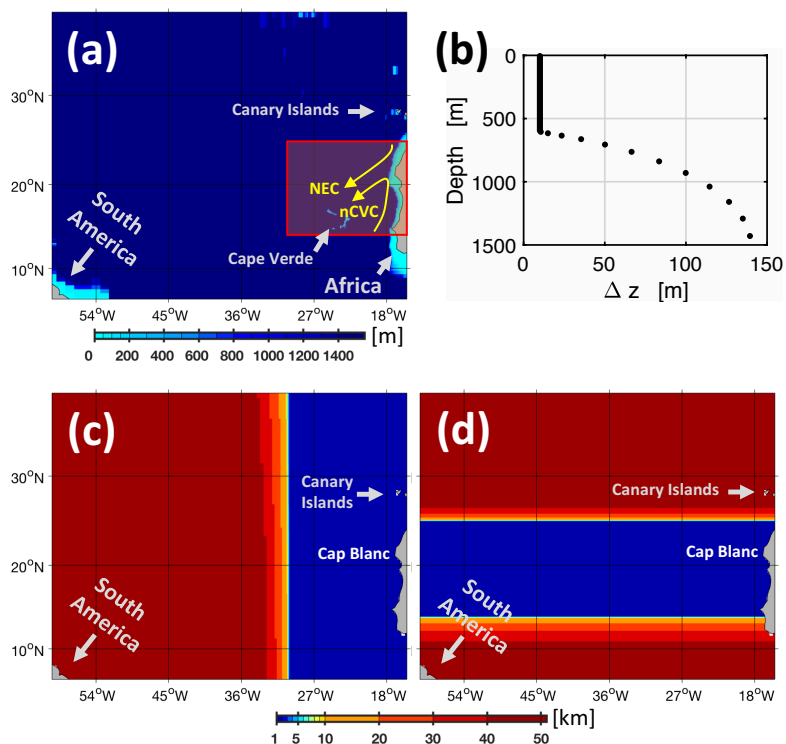 (a)
30°N
20°N
10°N
Canary Islands
NEC
nCVC
South
America
Cape Verde
Africa
54°W 45°W 36°W 27°W 18°W
[m]
0 200 400 600 800 1000 1200 1400
(b)
Depth [m]
0
500
1000
1500
0 50 100 150
Δ z [m]
(c)
30°N
20°N
10°N
Canary
Islands
Cap Blanc
South
America
54°W 45°W 36°W 27°W 18°W
(d)
Canary Islands
Cap Blanc
South
America
54°W 45°W 36°W 27°W 18°W
[km]
1 5 10 20 30 40 50